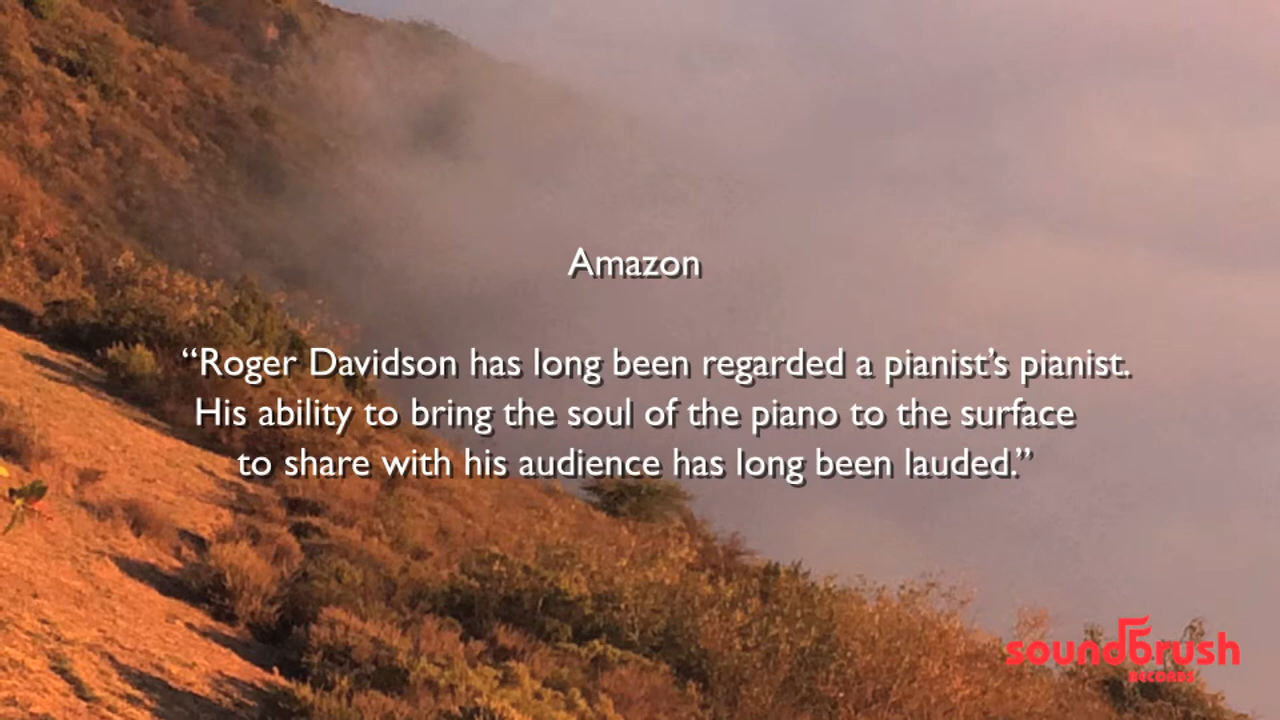 Amazon
“Roger Davidson has long been regarded a pianist’s pianist.
His ability to bring the soul of the piano to the surface
to share with his audience has long been lauded.”
soundbrush
RECORDS